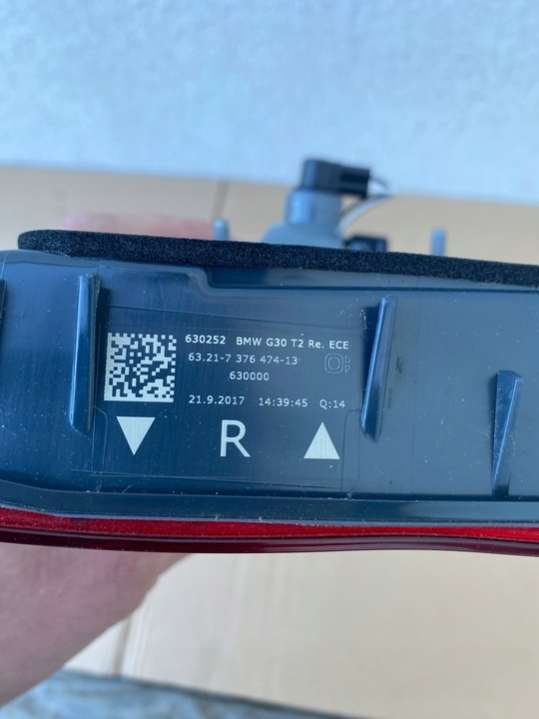 630252 BMW G30 T2 Re. ECE
63.21-7 376 474-13
630000
21.9.2017 14:39:45 Q:14
R